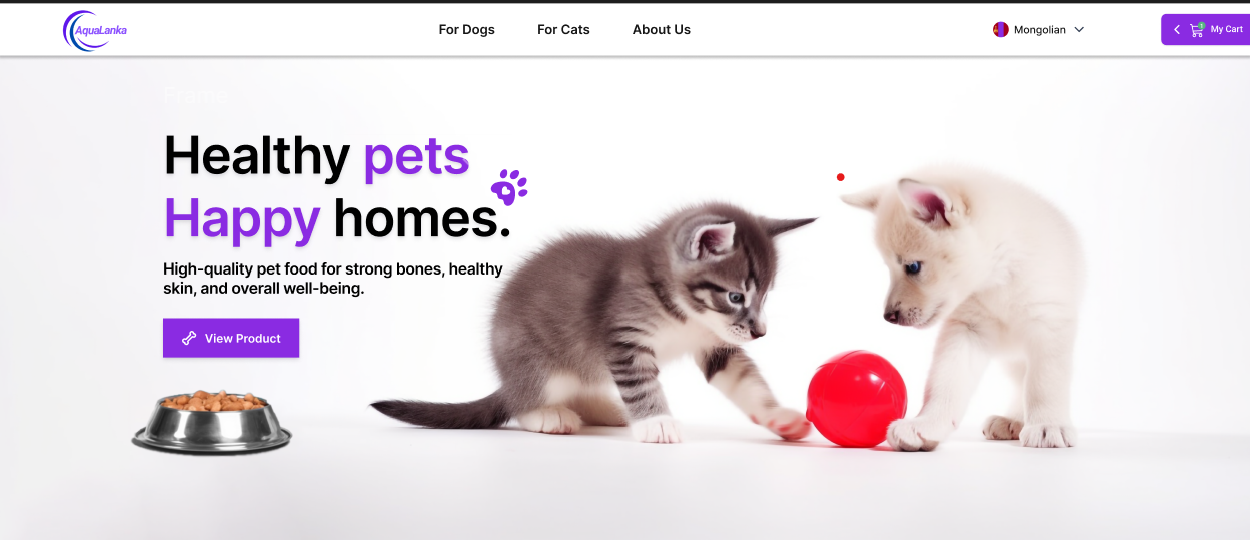 AquaLanka
For Dogs
For Cats
About Us
Mongolian
My Cart
Healthy pets
Happy homes.
High-quality pet food for strong bones, healthy
skin, and overall well-being.
View Product